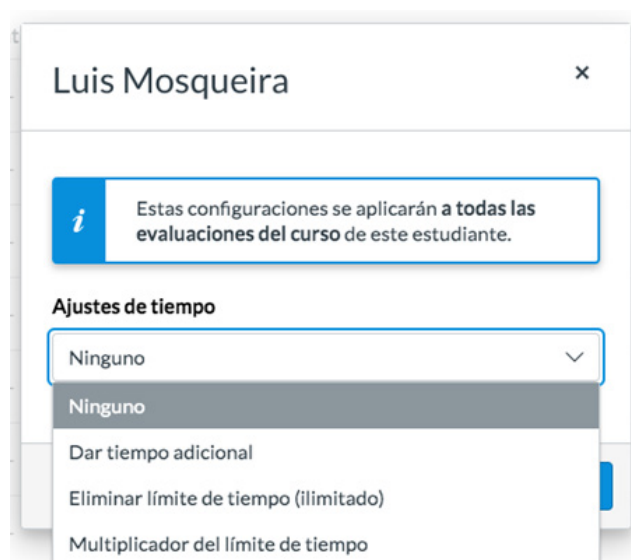 Luis Mosqueira ×
i
Estas configuraciones se aplicarán a todas las
evaluaciones del curso de este estudiante.
Ajustes de tiempo
Ninguno
Ninguno
Dar tiempo adicional
Eliminar límite de tiempo (ilimitado)
Multiplicador del límite de tiempo